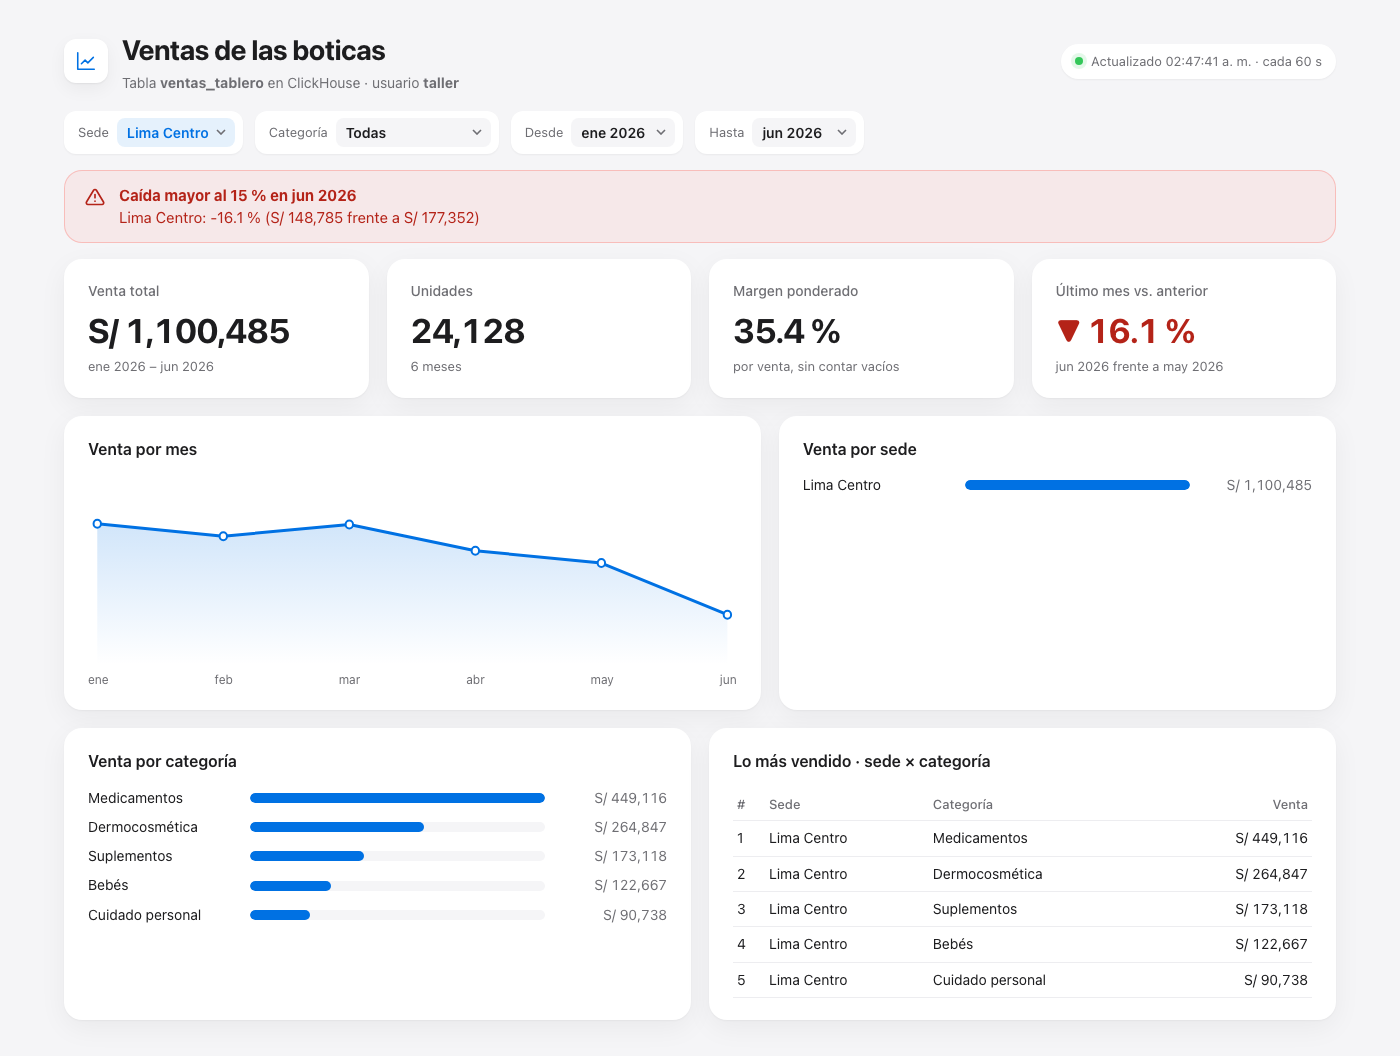 Ventas de las boticas
Tabla ventas_tablero en ClickHouse · usuario taller
Actualizado 02:47:41 a. m. · cada 60 s
Sede Lima Centro Categoría Todas Desde ene 2026 Hasta jun 2026
Caída mayor al 15 % en jun 2026
Lima Centro: -16.1 % (S/ 148,785 frente a S/ 177,352)
Venta total
S/ 1,100,485
ene 2026 – jun 2026
Unidades
24,128
6 meses
Margen ponderado
35.4 %
por venta, sin contar vacíos
Último mes vs. anterior
▼ 16.1 %
jun 2026 frente a may 2026
Venta por mes
ene feb mar abr may jun
Venta por sede
Lima Centro S/ 1,100,485
Venta por categoría
Medicamentos S/ 449,116
Dermocosmética S/ 264,847
Suplementos S/ 173,118
Bebés S/ 122,667
Cuidado personal S/ 90,738
Lo más vendido · sede × categoría
# Sede Categoría Venta
1 Lima Centro Medicamentos S/ 449,116
2 Lima Centro Dermocosmética S/ 264,847
3 Lima Centro Suplementos S/ 173,118
4 Lima Centro Bebés S/ 122,667
5 Lima Centro Cuidado personal S/ 90,738